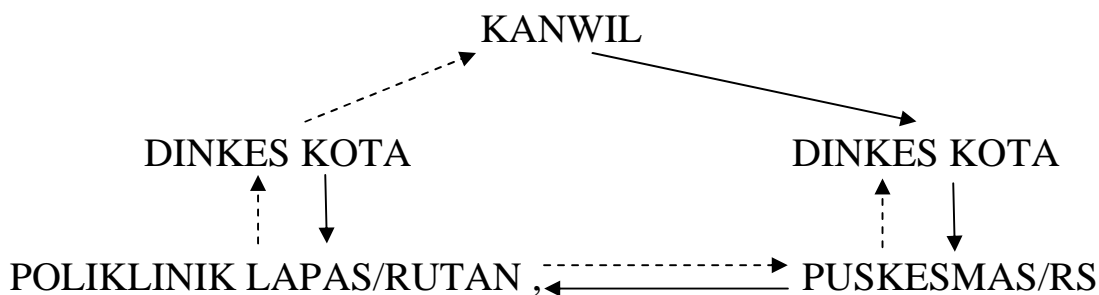 KANWIL
DINKES KOTA DINKES KOTA
POLIKLINIK LAPAS/RUTAN , PUSKESMAS/RS